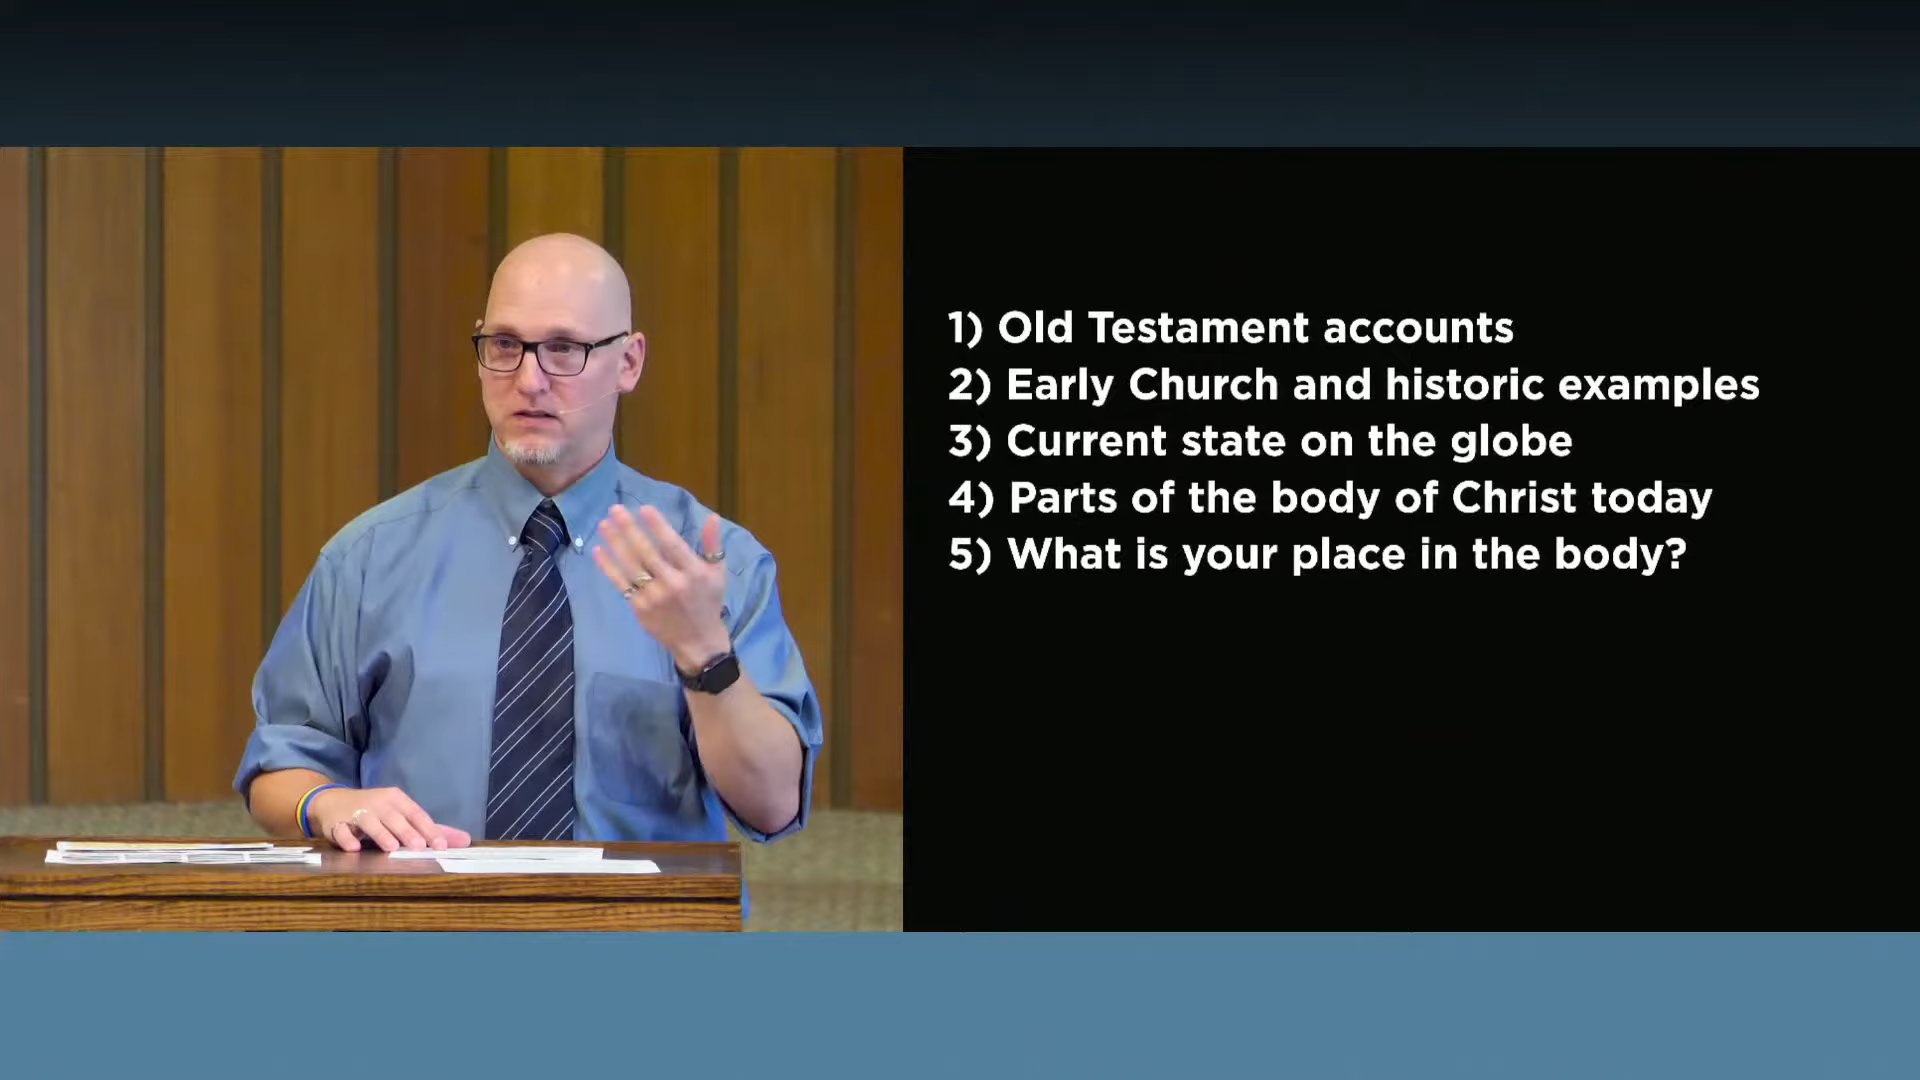 1) Old Testament accounts
2) Early Church and historic examples
3) Current state on the globe
4) Parts of the body of Christ today
5) What is your place in the body?